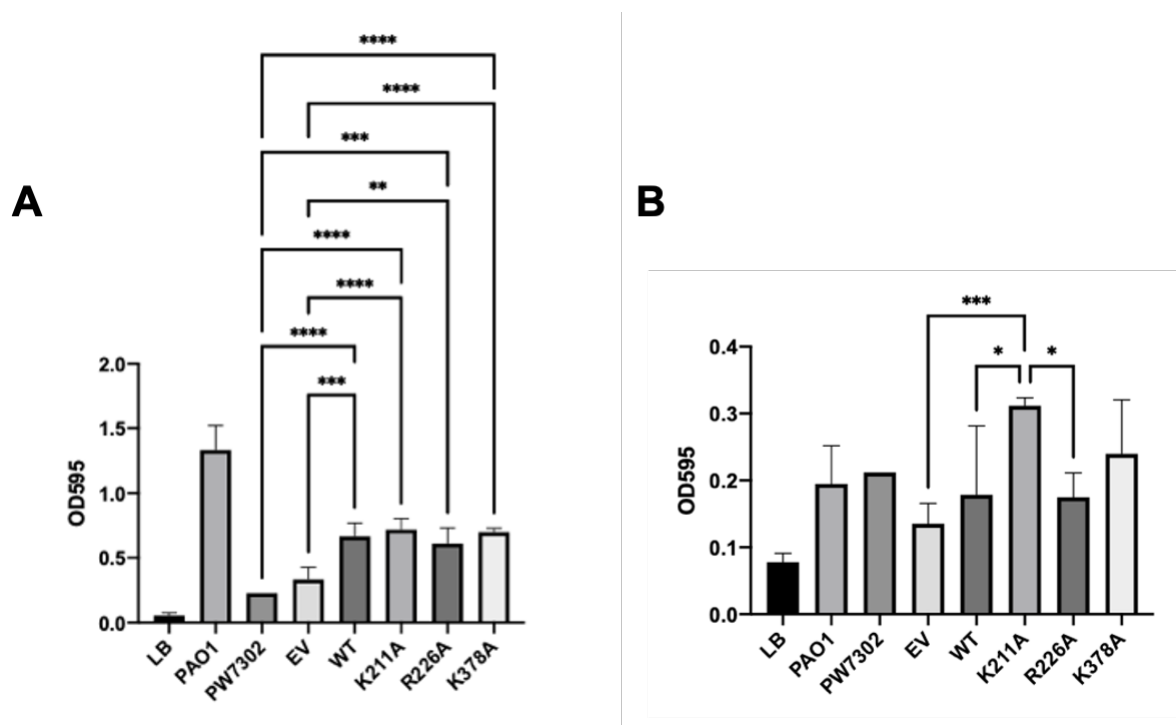 A
****
****
***
**
****
****
****
***
2.0
1.5
1.0
0.5
0.0
OD595
LB
PAO1
PW7302
EV
WT
K211A
R226A
K378A
B
***
*
*
0.4
0.3
0.2
0.1
0.0
OD595
LB
PAO1
PW7302
EV
WT
K211A
R226A
K378A